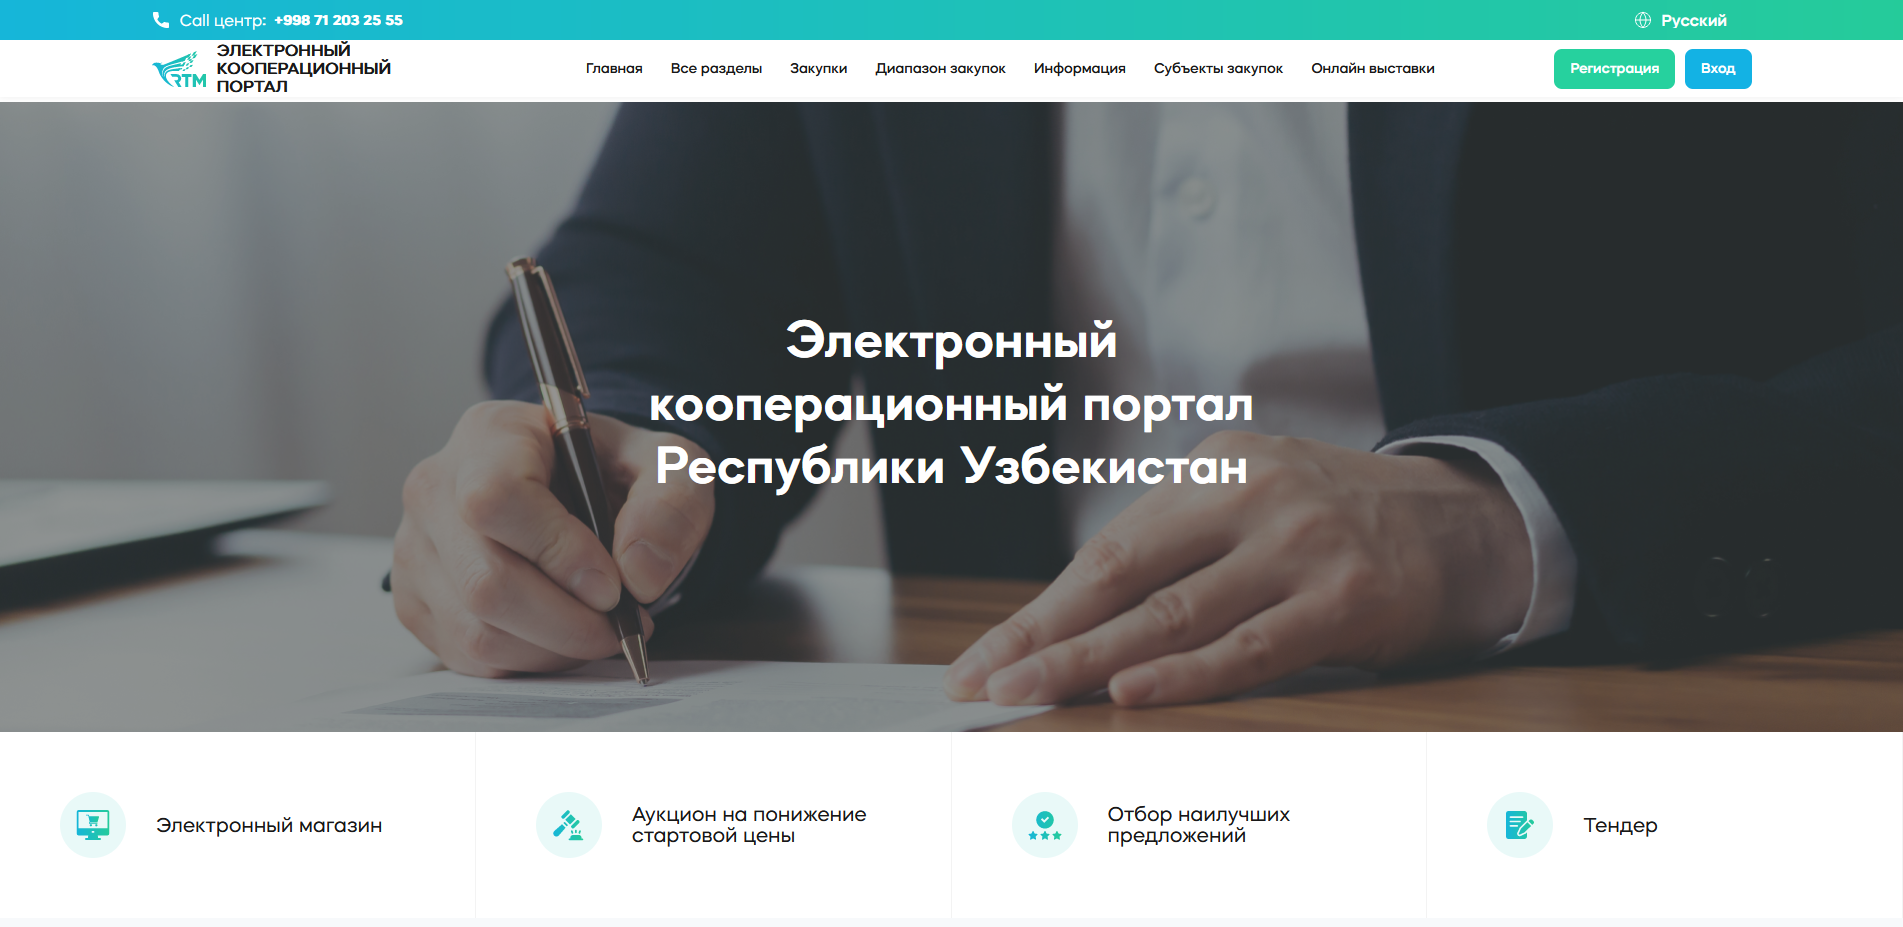 Call центр: +998 71 203 25 55
Русский
RTM
ЭЛЕКТРОННЫЙ
КООПЕРАЦИОННЫЙ
ПОРТАЛ
Главная Все разделы Закупки Диапазон закупок Информация Субъекты закупок Онлайн выставки
Регистрация Вход
Электронный
кооперационный портал
Республики Узбекистан
Электронный магазин
Аукцион на понижение
стартовой цены
Отбор наилучших
предложений
Тендер